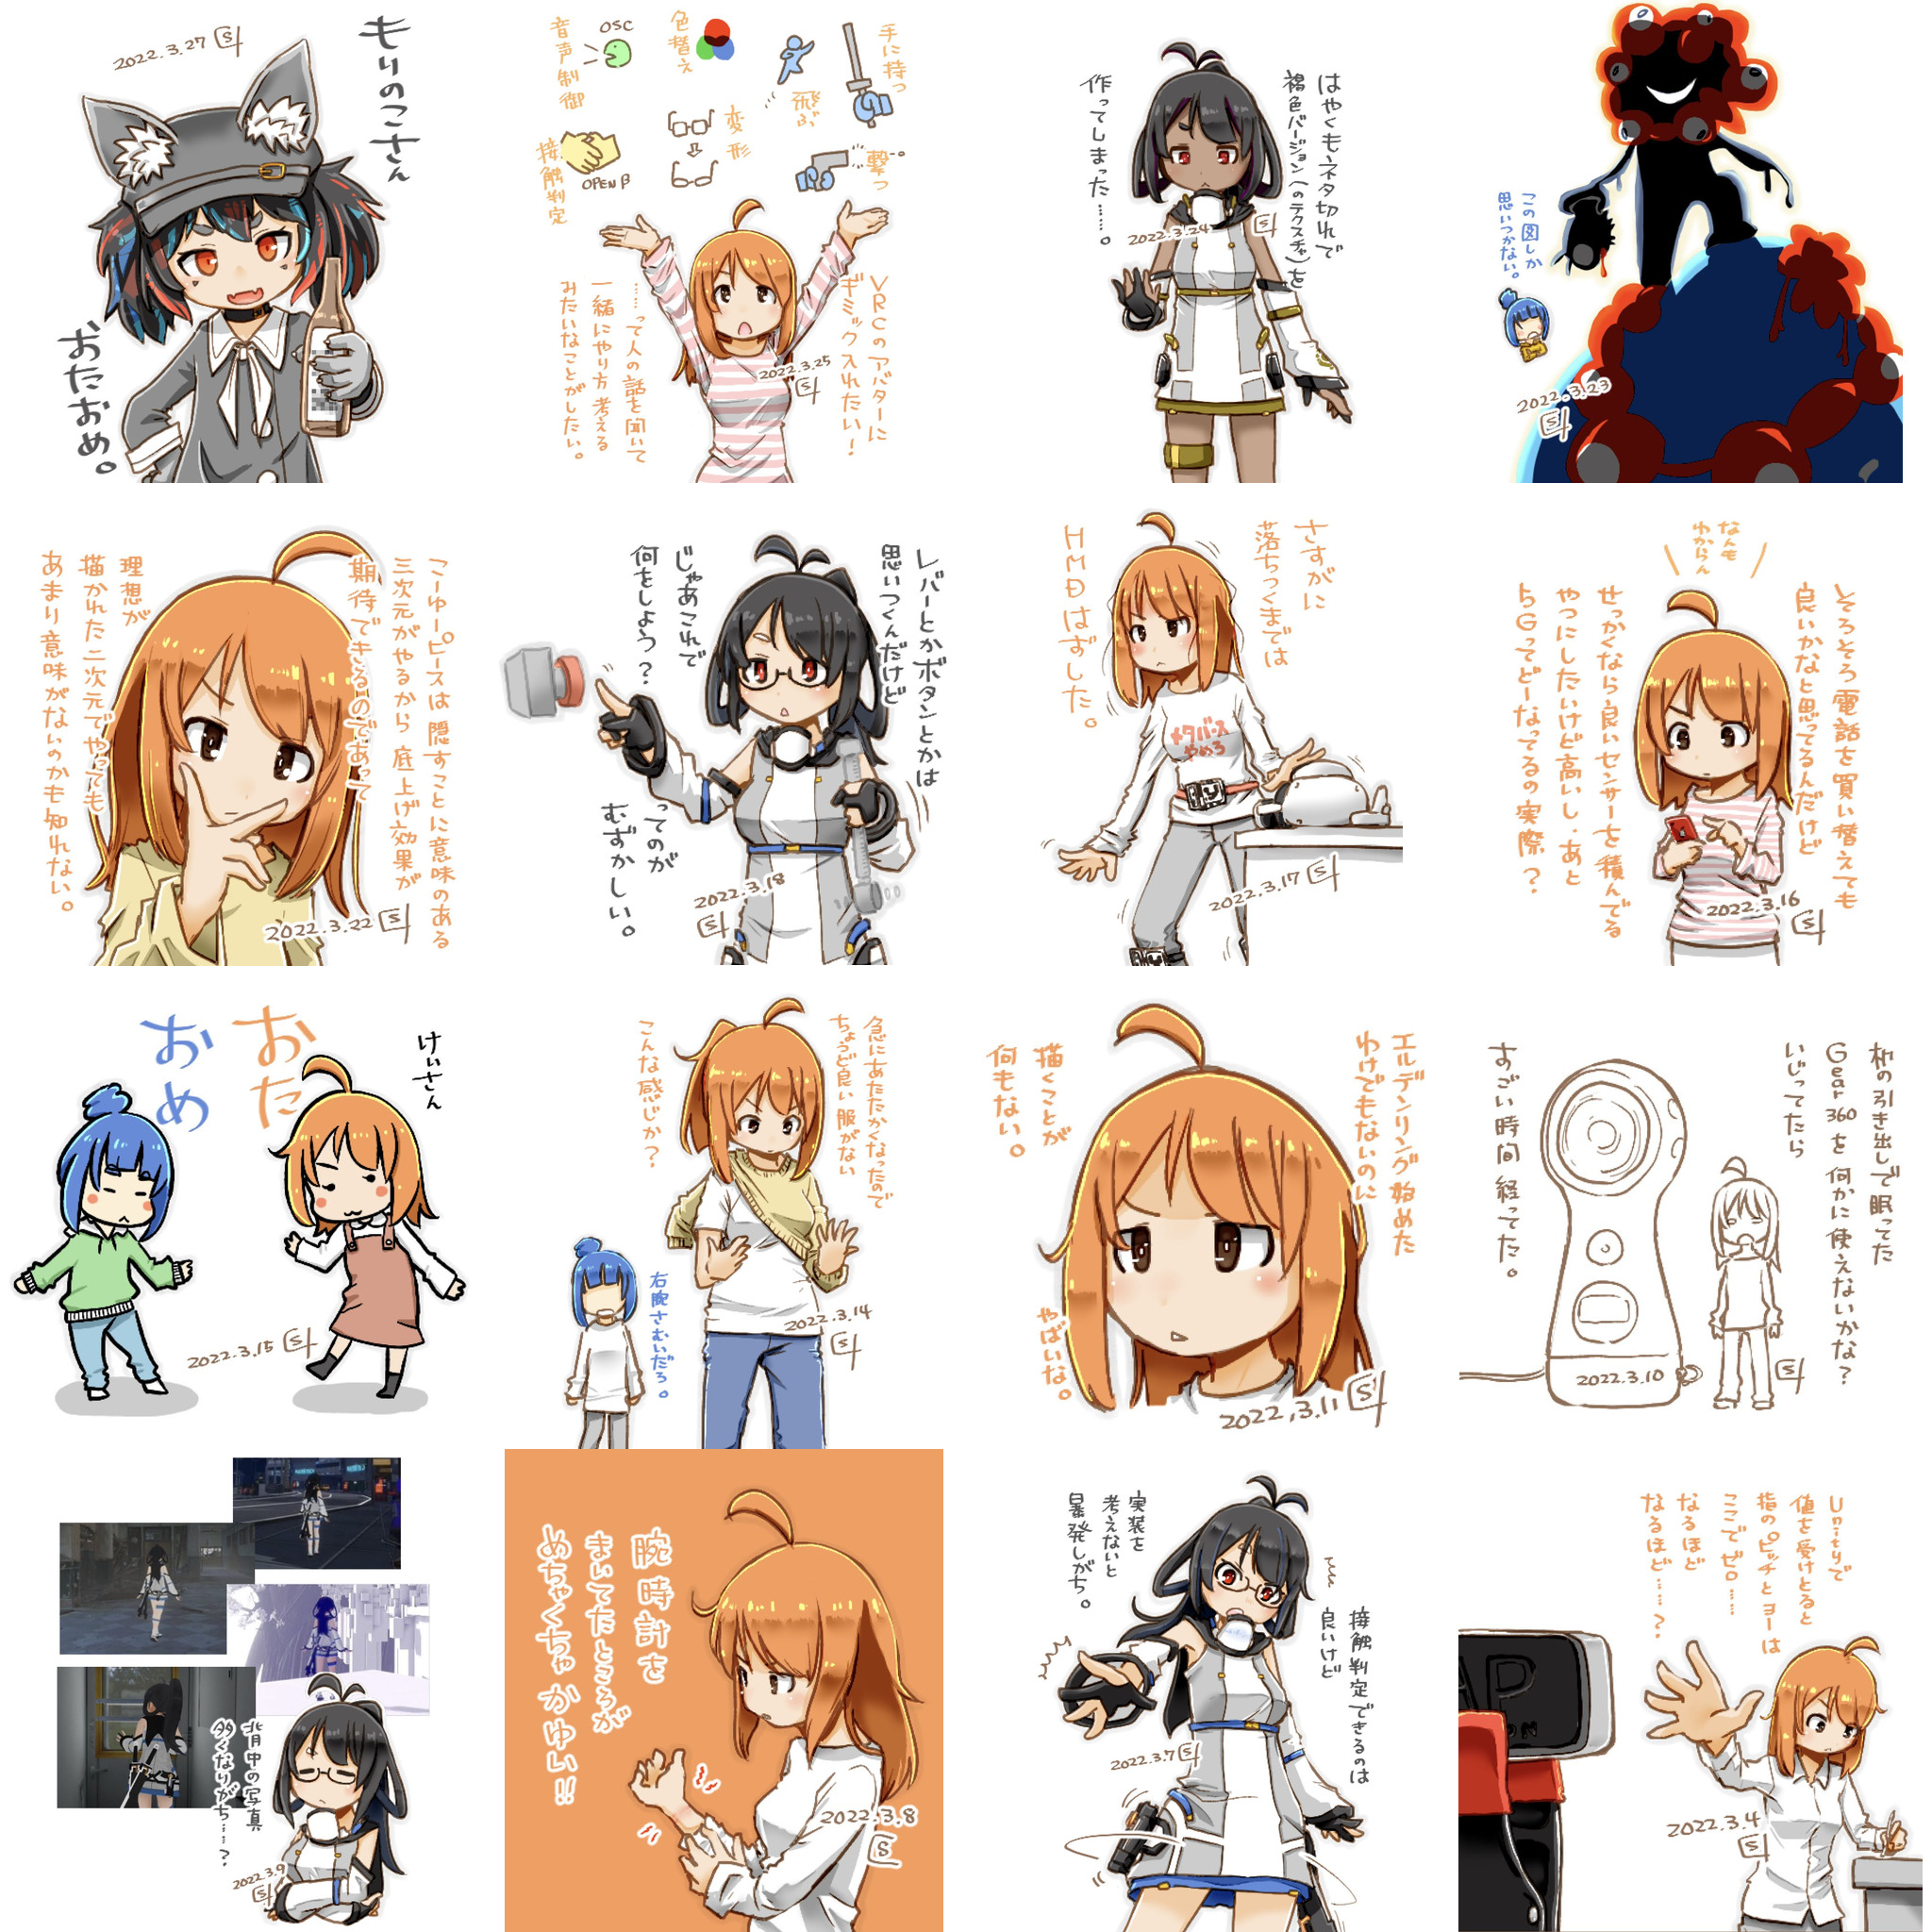 もりのこさん
おたおめ。
2022.3.27
音声制御
OSC
色替え
飛ぶ
手に持つ
接触判定
OPENβ
変形
撃つ
VRCのアバターに
ギミック入れたい！
……って人の話を聞いて
一緒にやり方考える
みたいなことがしたい。
2022.3.25
はやくもネタ切れで
褐色バージョン(のテクスチャ)を
作ってしまった……。
2022.3.24
この図しか
思いつかない。
2022.3.23
こーゆーピースは隠すことに意味のある
三次元がやるから底上げ効果が
期待できるのであって
理想が
描かれた二次元でやっても
あまり意味がないのかも知れない。
2022.3.22
レバーとかボタンとかは
思いつくんだけど
じゃあこれで
何をしよう？
ってのが
むずかしい。
2022.3.18
さすがに
落ちつくまでは
HMDはずした。
メタバース
やめろ
2022.3.17
なんも
わからん
そろそろ電話を買い替えても
良いかなと思ってるんだけど
せっかくなら良いセンサーを積んでる
やつにしたいけど高いし、あと
5Gってどーなってるの実際？
2022.3.16
けいさん
おた
おめ
2022.3.15
急にあたたかくなったので
ちょうど良い服がない
こんな感じか？
右腕さむいだろ。
2022.3.14
エルデンリング始めた
わけでもないのに
描くことが
何もない。
やばいな。
2022.3.11
机の引き出しで眠ってた
Gear360を何かに使えないかな？
いじってたら
すごい時間経ってた。
2022.3.10
背中の写真
多くなりがち……？
2022.3.9
腕時計を
まいてたところが
めちゃくちゃかゆい!!
2022.3.8
接触判定できるのは
良いけど
実装を
考えないと
暴発しがち。
2022.3.7
Unityで
値を受けとると
指のピッチとヨーは
ここでゼロ……
なるほど
なるほど……？
2022.3.4